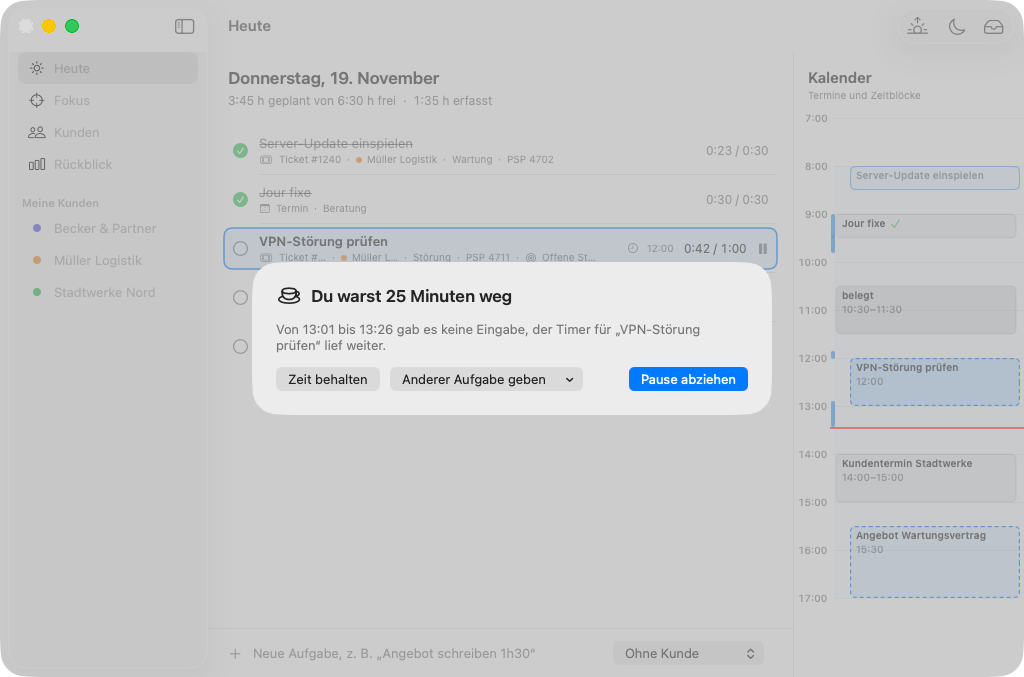 Heute
Heute
Fokus
Kunden
Rückblick
Meine Kunden
Becker & Partner
Müller Logistik
Stadtwerke Nord
Donnerstag, 19. November
3:45 h geplant von 6:30 h frei · 1:35 h erfasst
Server-Update einspielen
Ticket #1240 · Müller Logistik · Wartung · PSP 4702
0:23 / 0:30
Jour fixe
Termin · Beratung
0:30 / 0:30
VPN-Störung prüfen
Ticket #... · Müller L... · Störung · PSP 4711 · Offene St...
12:00 0:42 / 1:00
Du warst 25 Minuten weg
Von 13:01 bis 13:26 gab es keine Eingabe, der Timer für „VPN-Störung
prüfen“ lief weiter.
Zeit behalten
Anderer Aufgabe geben
Pause abziehen
Neue Aufgabe, z. B. „Angebot schreiben 1h30“
Ohne Kunde
Kalender
Termine und Zeitblöcke
7:00
8:00
Server-Update einspielen
9:00
Jour fixe
10:00
belegt
10:30–11:30
11:00
12:00
VPN-Störung prüfen
12:00
13:00
14:00
Kundentermin Stadtwerke
14:00–15:00
15:00
Angebot Wartungsvertrag
15:30
16:00
17:00